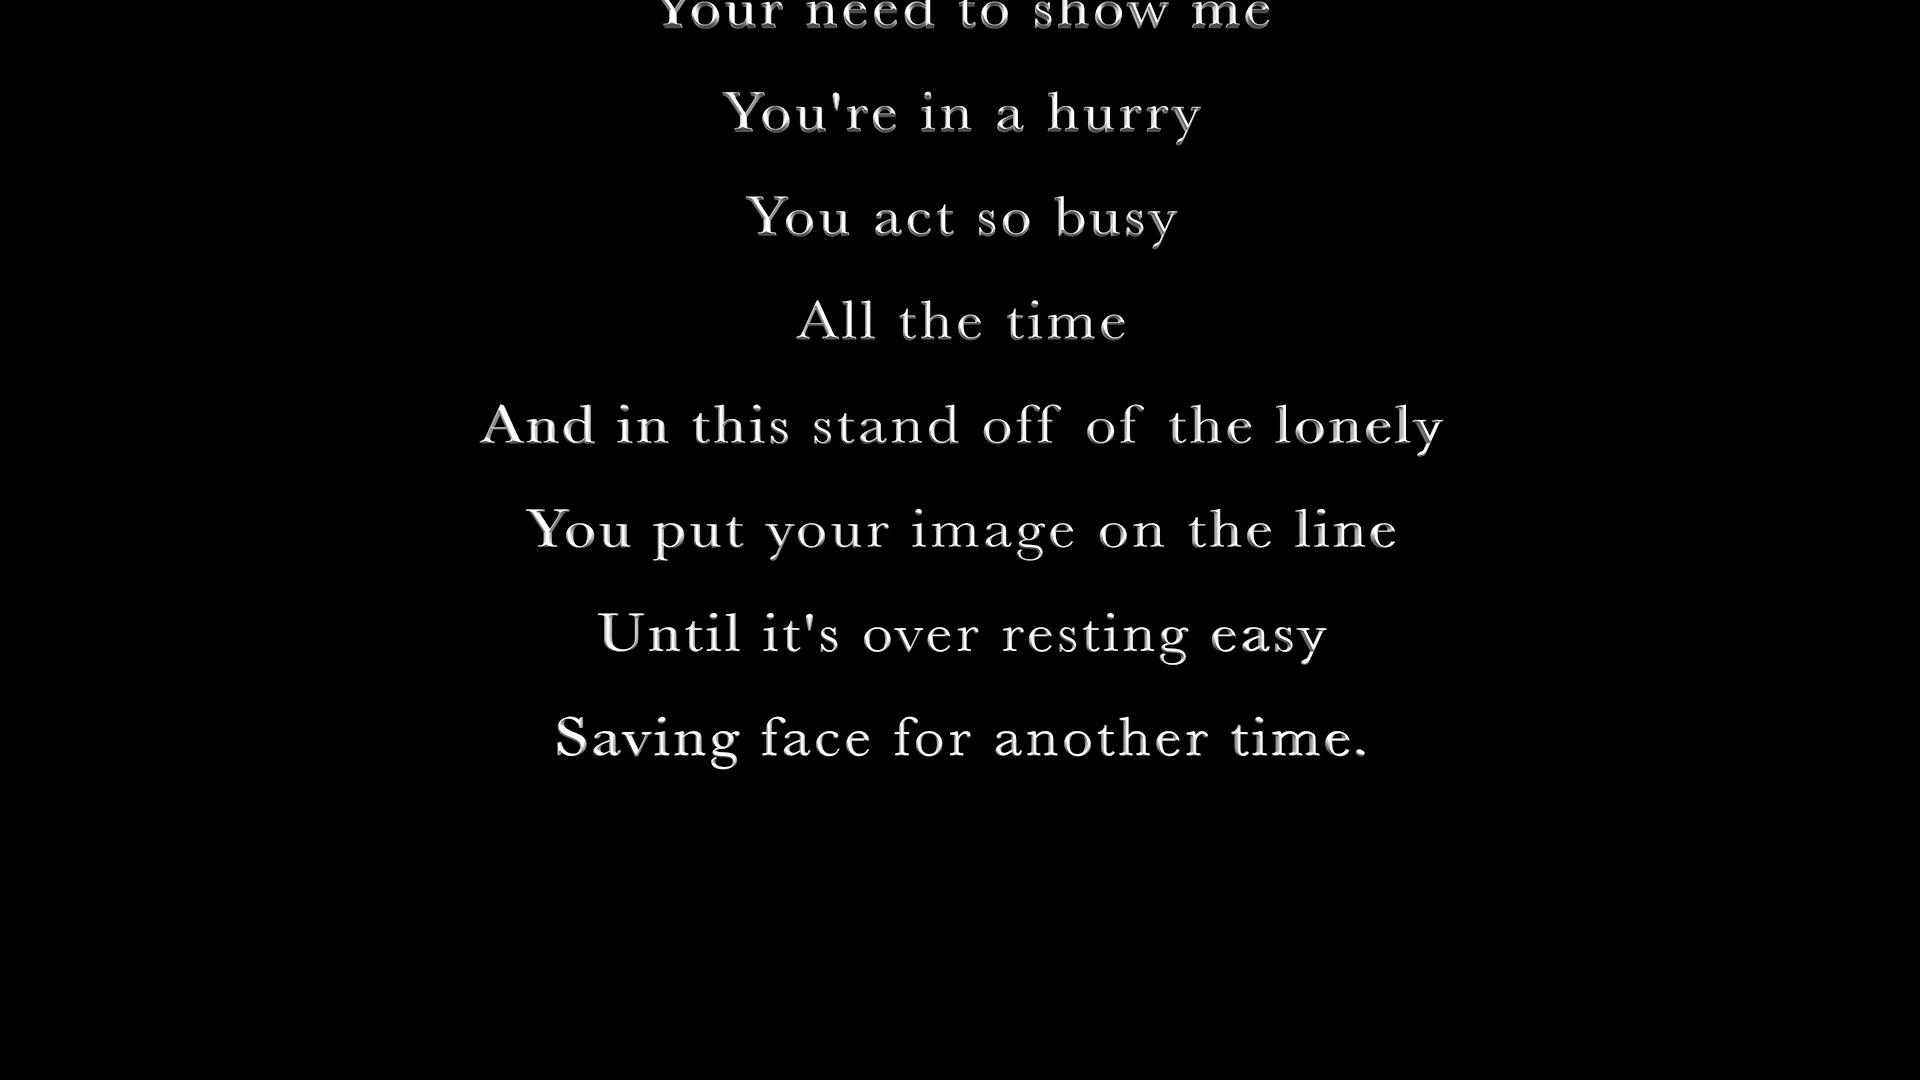 Your need to show me
You're in a hurry
You act so busy
All the time
And in this stand off of the lonely
You put your image on the line
Until it's over resting easy
Saving face for another time.